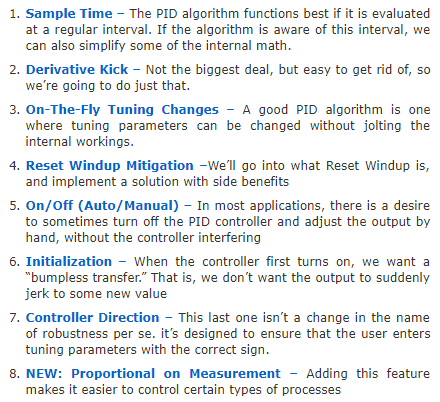 1. Sample Time – The PID algorithm functions best if it is evaluated
at a regular interval. If the algorithm is aware of this interval, we
can also simplify some of the internal math.
2. Derivative Kick – Not the biggest deal, but easy to get rid of, so
we're going to do just that.
3. On-The-Fly Tuning Changes – A good PID algorithm is one
where tuning parameters can be changed without jolting the
internal workings.
4. Reset Windup Mitigation –We'll go into what Reset Windup is,
and implement a solution with side benefits
5. On/Off (Auto/Manual) – In most applications, there is a desire
to sometimes turn off the PID controller and adjust the output by
hand, without the controller interfering
6. Initialization – When the controller first turns on, we want a
“bumpless transfer.” That is, we don't want the output to suddenly
jerk to some new value
7. Controller Direction – This last one isn't a change in the name
of robustness per se. it's designed to ensure that the user enters
tuning parameters with the correct sign.
8. NEW: Proportional on Measurement – Adding this feature
makes it easier to control certain types of processes